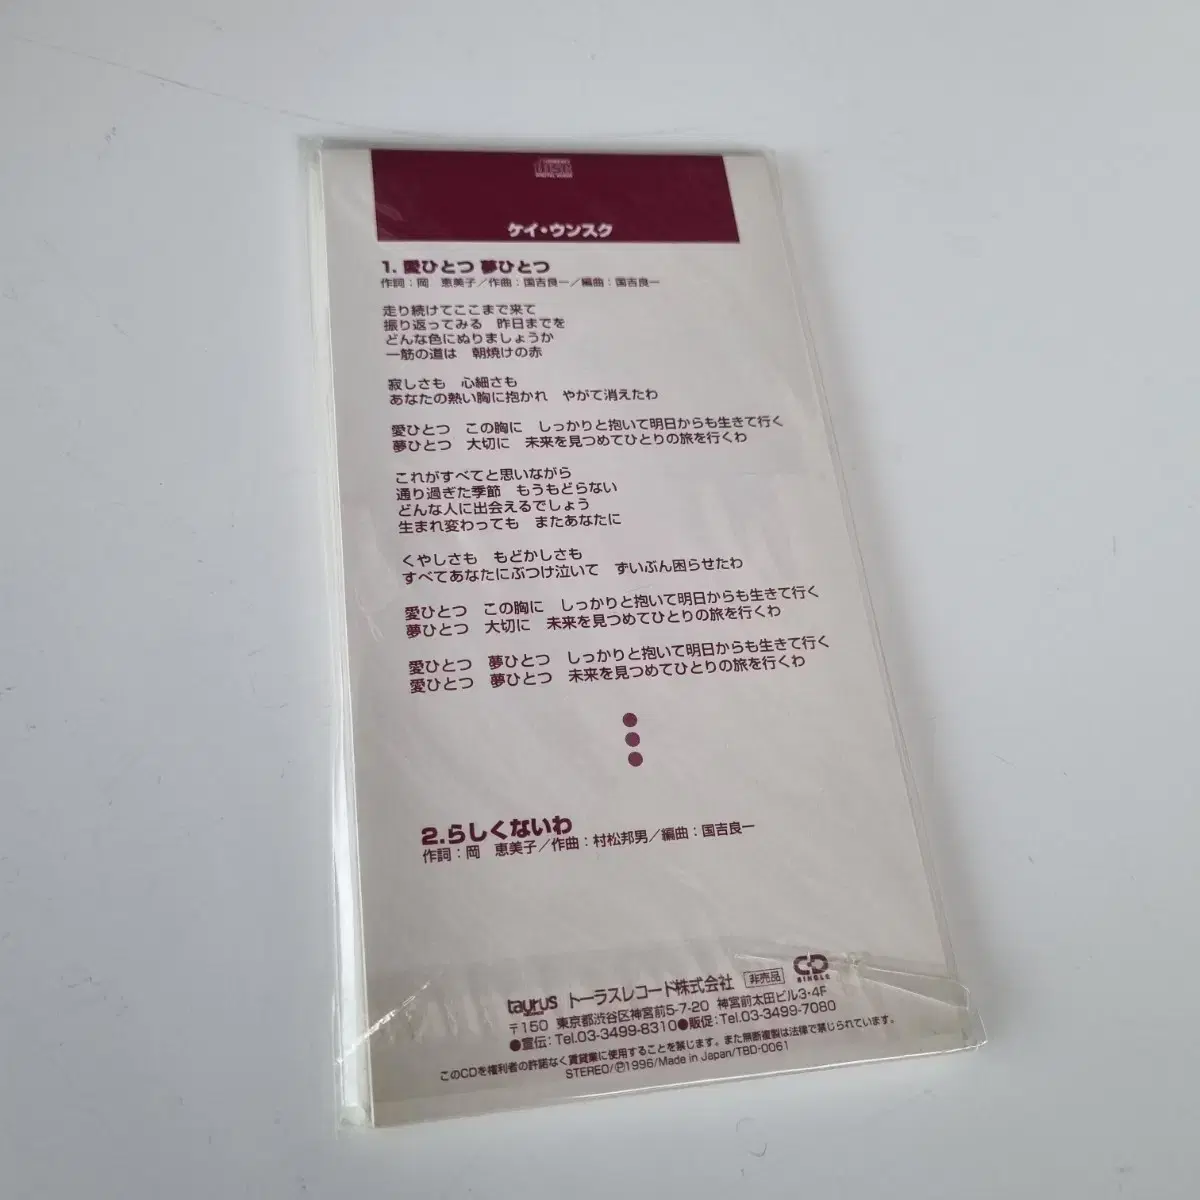 COMPACT
DISC
DIGITAL AUDIO
ケイ・ウンスク
1. 愛ひとつ 夢ひとつ
作詞：岡　恵美子／作曲：国吉良一／編曲：国吉良一
走り続けてここまで来て
振り返ってみる　昨日までを
どんな色にぬりましょうか
一筋の道は　朝焼けの赤
寂しさも　心細さも
あなたの熱い胸に抱かれ　やがて消えたわ
愛ひとつ　この胸に　しっかりと抱いて明日からも生きて行く
夢ひとつ　大切に　未来を見つめてひとりの旅を行くわ
これがすべてと思いながら
通り過ぎた季節　もうもどらない
どんな人に出会えるでしょう
生まれ変わっても　またあなたに
くやしさも　もどかしさも
すべてあなたにぶつけ泣いて　ずいぶん困らせたわ
愛ひとつ　この胸に　しっかりと抱いて明日からも生きて行く
夢ひとつ　大切に　未来を見つめてひとりの旅を行くわ
愛ひとつ　夢ひとつ　しっかりと抱いて明日からも生きて行く
愛ひとつ　夢ひとつ　未来を見つめてひとりの旅を行くわ
2.らしくないわ
作詞：岡　恵美子／作曲：村松邦男／編曲：国吉良一
taurus トーラスレコード株式会社 非売品 CD SINGLE
〒150 東京都渋谷区神宮前5-7-20 神宮前太田ビル3・4F
●宣伝：Tel.03-3499-8310●販促：Tel.03-3499-7080
このCDを権利者の許諾なく賃貸業に使用することを禁じます。また無断複製は法律で禁じられています。
STEREO/Ⓟ1996/Made in Japan/TBD-0061